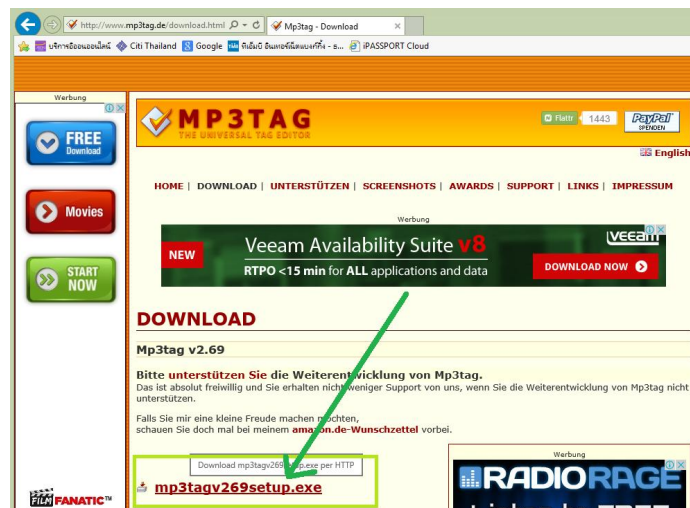 http://www.mp3tag.de/download.html
Mp3tag - Download
บริการอีออนออนไลน์
Citi Thailand
Google
iPASSPORT Cloud
Werbung
FREE
Download
Movies
START
NOW
FILM FANATIC™
MP3TAG
THE UNIVERSAL TAG EDITOR
Flattr
1443
PayPal
SPENDEN
English
HOME | DOWNLOAD | UNTERSTÜTZEN | SCREENSHOTS | AWARDS | SUPPORT | LINKS | IMPRESSUM
Werbung
NEW
Veeam Availability Suite v8
RTPO <15 min for ALL applications and data
veeam
DOWNLOAD NOW
DOWNLOAD
Mp3tag v2.69
Bitte unterstützen Sie die Weiterentwicklung von Mp3tag.
Das ist absolut freiwillig und Sie erhalten nicht weniger Support von uns, wenn Sie die Weiterentwicklung von Mp3tag nicht
unterstützen.
Falls Sie mir eine kleine Freude machen möchten,
schauen Sie doch mal bei meinem amazon.de-Wunschzettel vorbei.
Download mp3tagv269setup.exe per HTTP
mp3tagv269setup.exe
Werbung
RADIORAGE